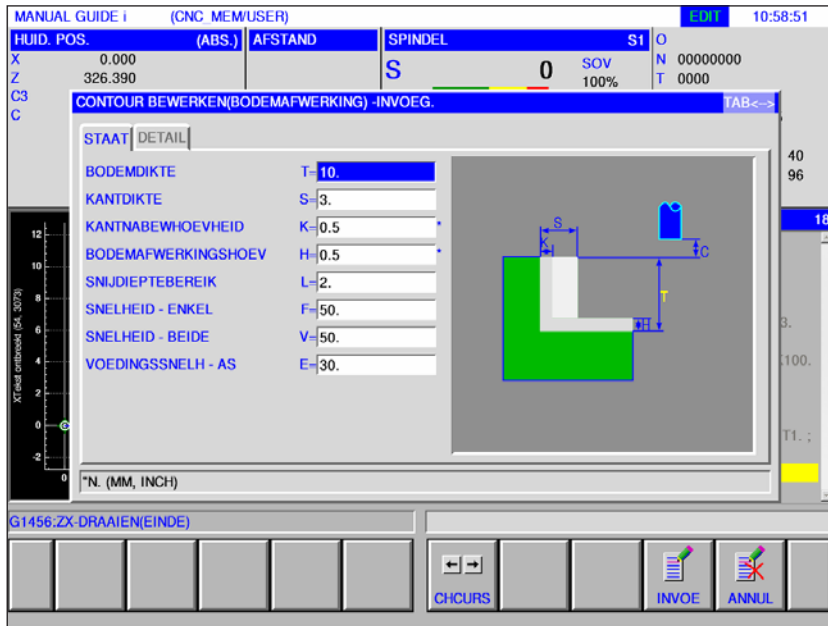 MANUAL GUIDE i (CNC_MEM/USER) EDIT 10:58:51
HUID. POS. (ABS.) AFSTAND SPINDEL S1 O
X 0.000
Z 326.390
C3
C
S 0 SOV 100%
N 00000000
T 0000
CONTOUR BEWERKEN(BODEMAFWERKING) -INVOEG. TAB<-->
STAAT DETAIL
BODEMDIKTE T=10.
KANTDIKTE S=3.
KANTNABEWHOEVHEID K=0.5 *
BODEMAFWERKINGSHOEV H=0.5 *
SNIJDIEPTEBEREIK L=2.
SNELHEID - ENKEL F=50.
SNELHEID - BEIDE V=50.
VOEDINGSSNELH - AS E=30.
S
K
C
T
H
40
96
18
3.
100.
T1. ;
12
10
8
6
4
2
0
-2
0
XTekst ontbreekt (54, 3073)
"N. (MM, INCH)
G1456:ZX-DRAAIEN(EINDE)
CHCURS INVOE ANNUL